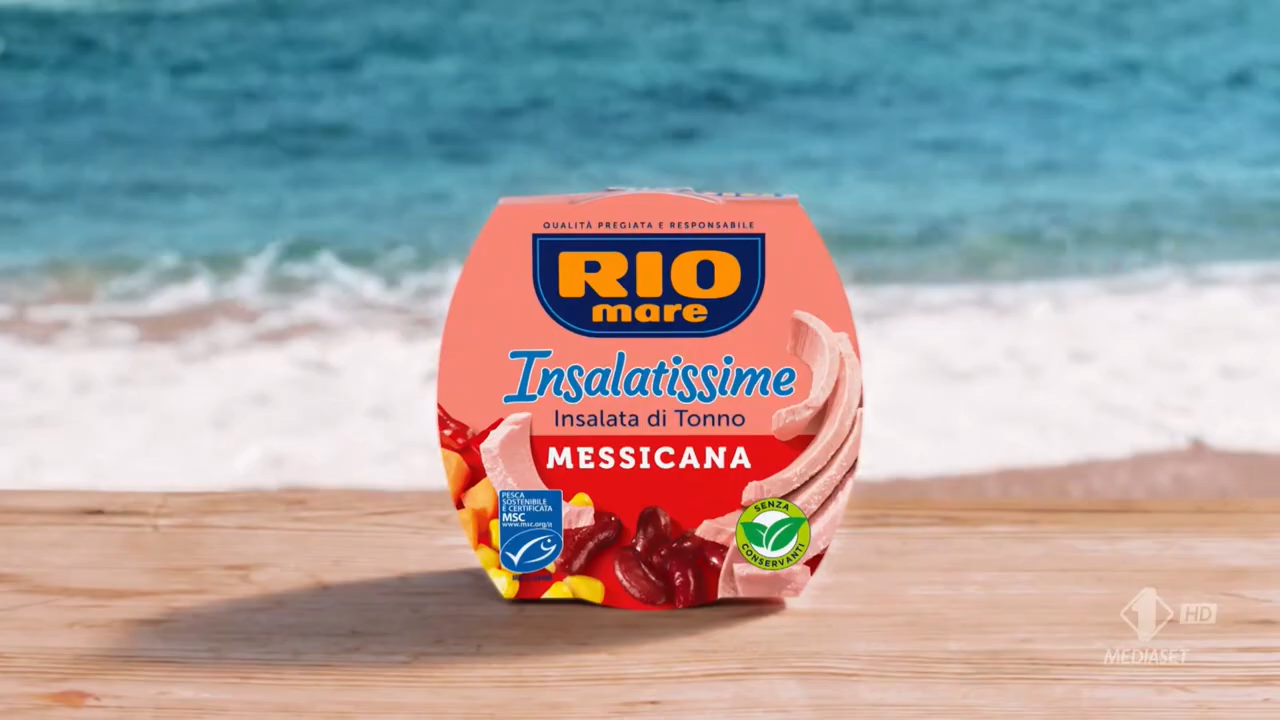 QUALITÀ PREGIATA E RESPONSABILE
RIO
mare
Insalatissime
Insalata di Tonno
MESSICANA
PESCA
SOSTENIBILE
E CERTIFICATA
MSC
www.msc.org/it
SENZA
CONSERVANTI
1 HD
MEDIASET